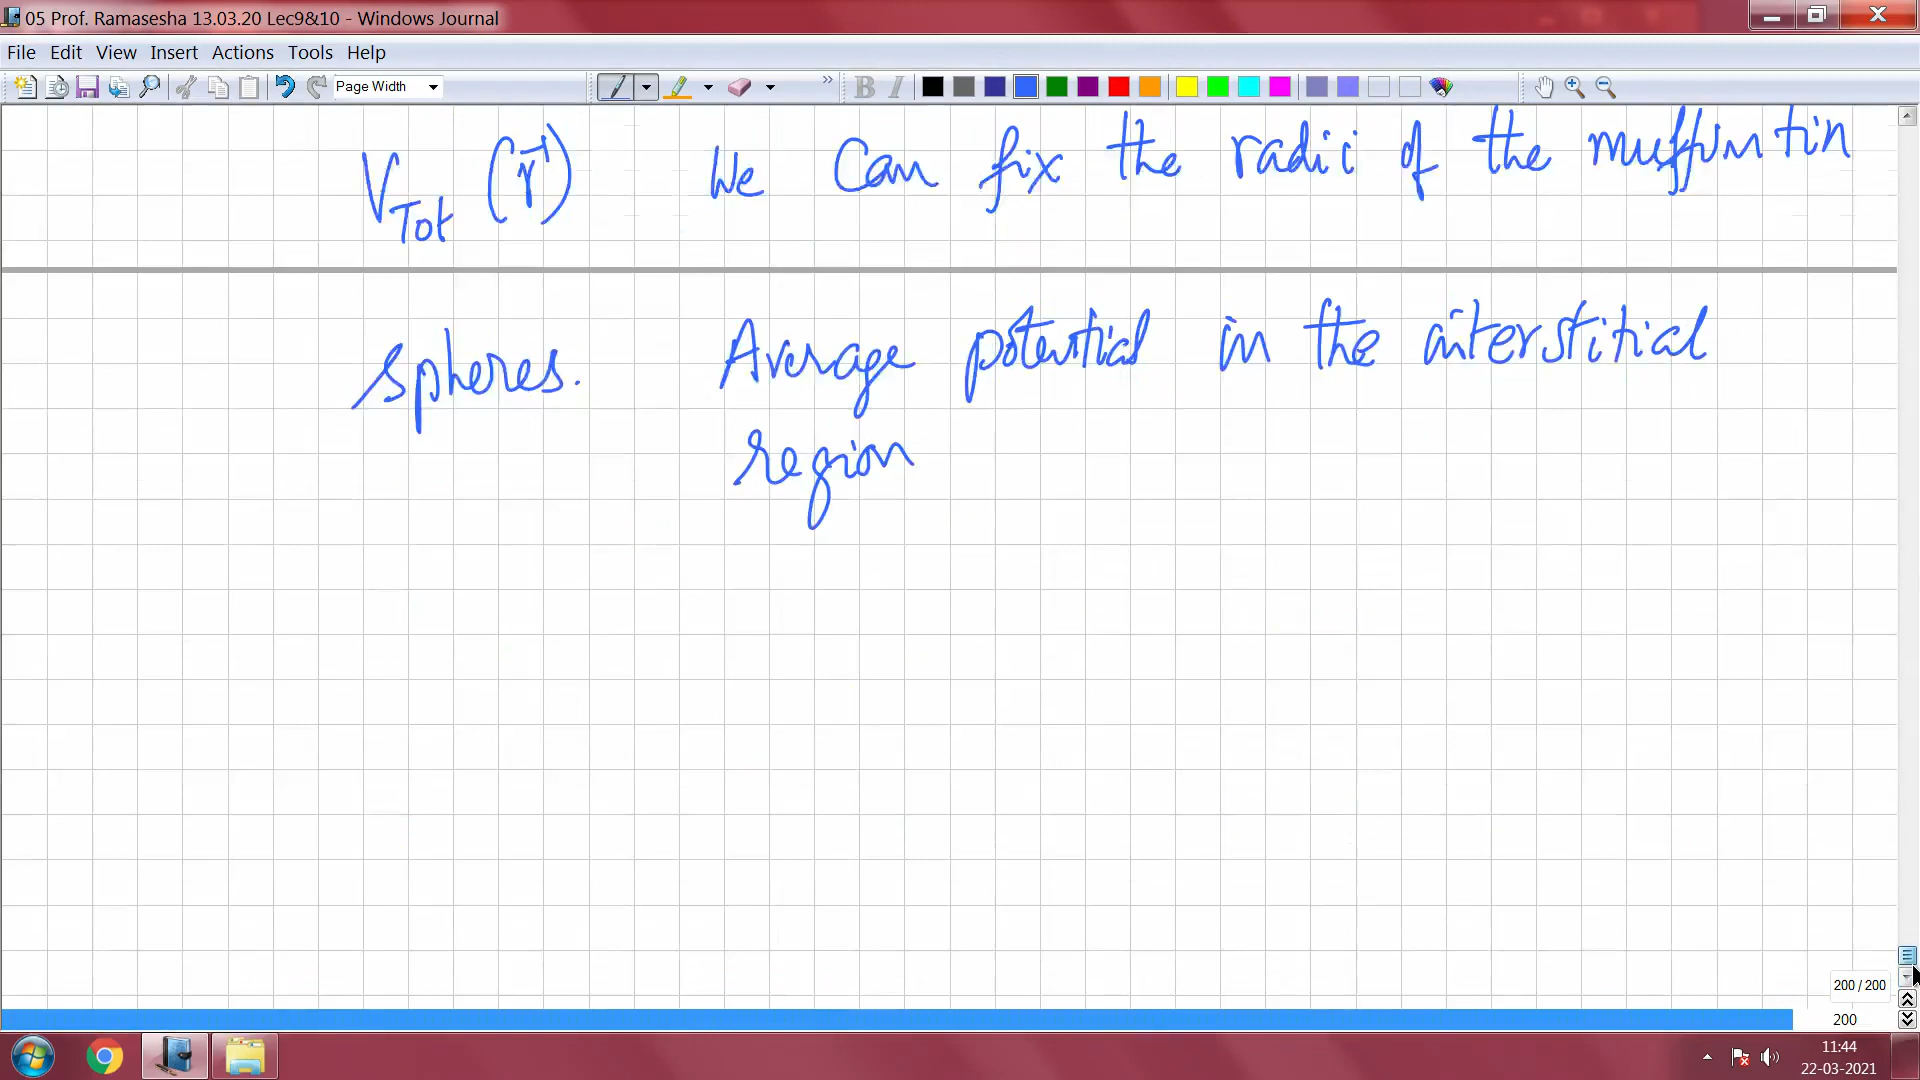 05 Prof. Ramasesha 13.03.20 Lec9&10 - Windows Journal
File Edit View Insert Actions Tools Help
Page Width
V_Tot (r⃗) We can fix the radii of the muffin tin
spheres. Average potential in the interstitial
region
200 / 200
200
11:44
22-03-2021